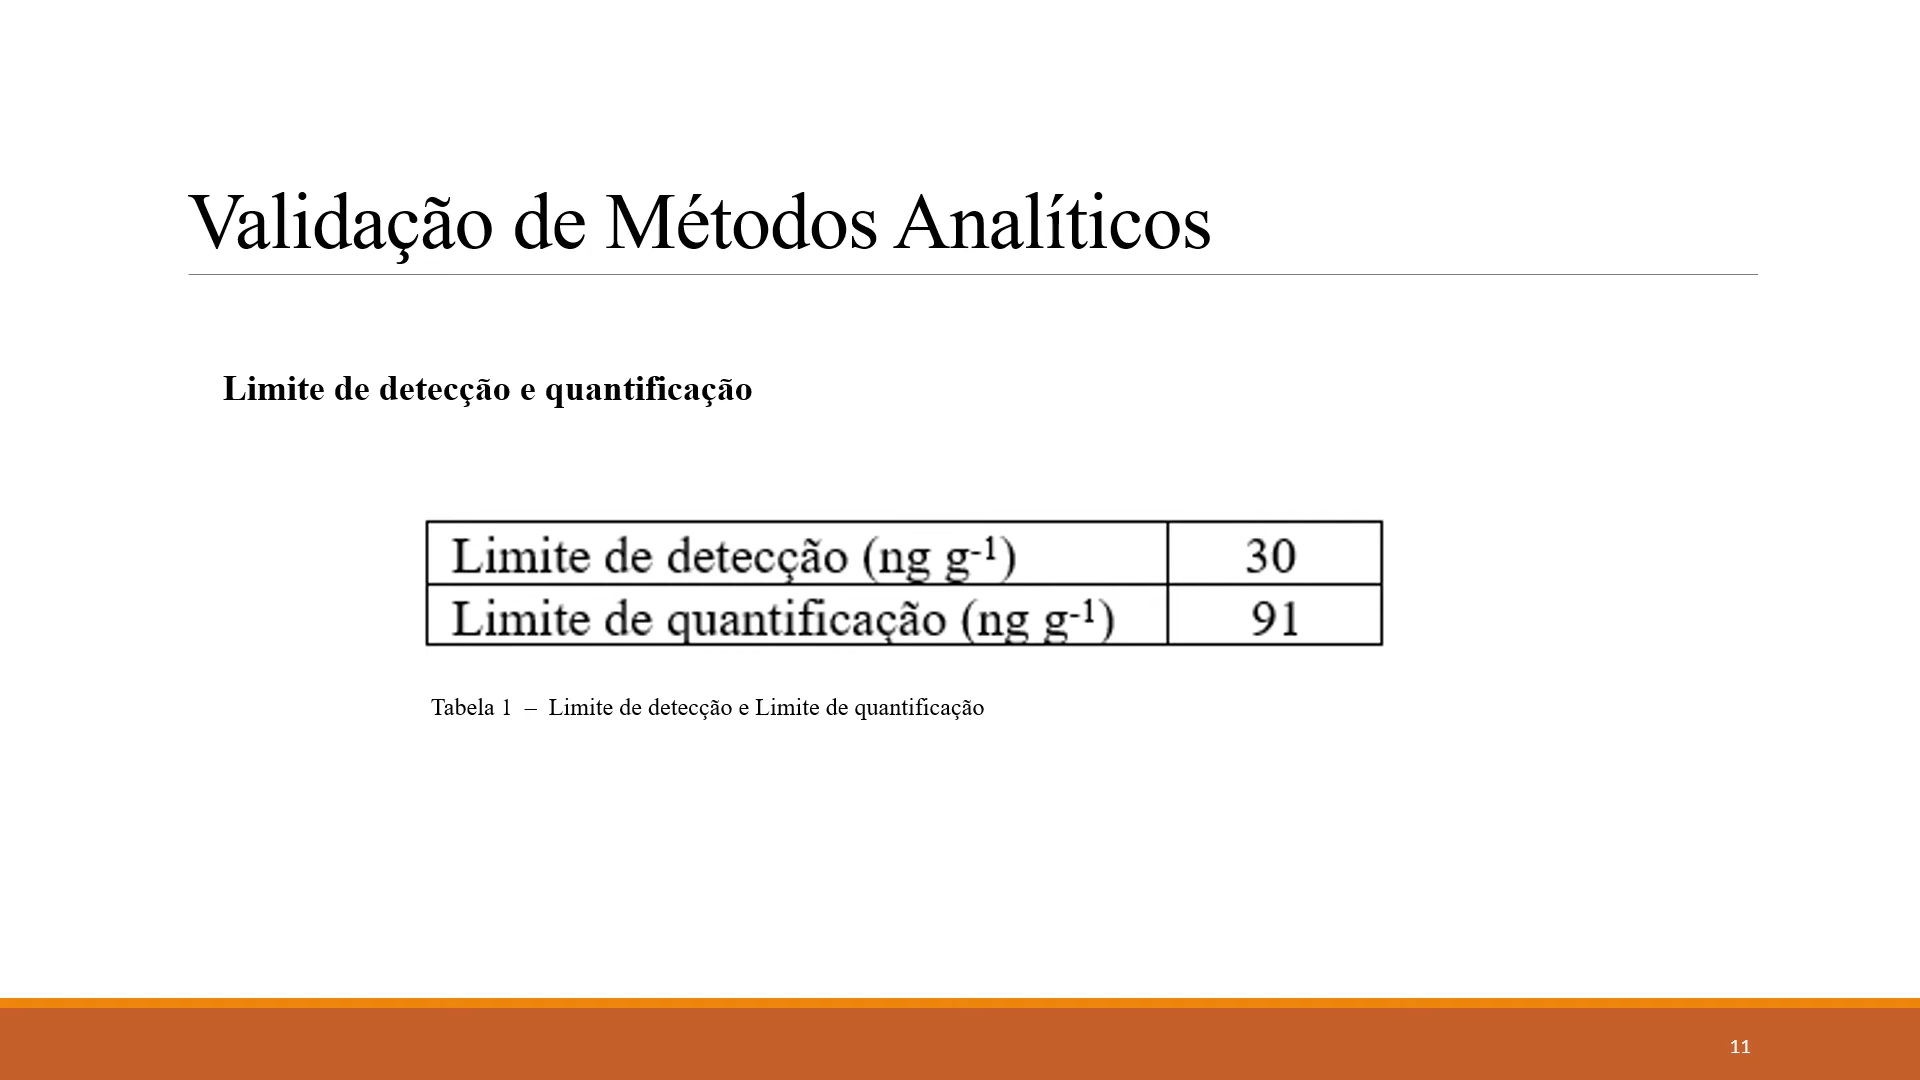 Validação de Métodos Analíticos
Limite de detecção e quantificação
Limite de detecção (ng g⁻¹) 30
Limite de quantificação (ng g⁻¹) 91
Tabela 1 – Limite de detecção e Limite de quantificação
11